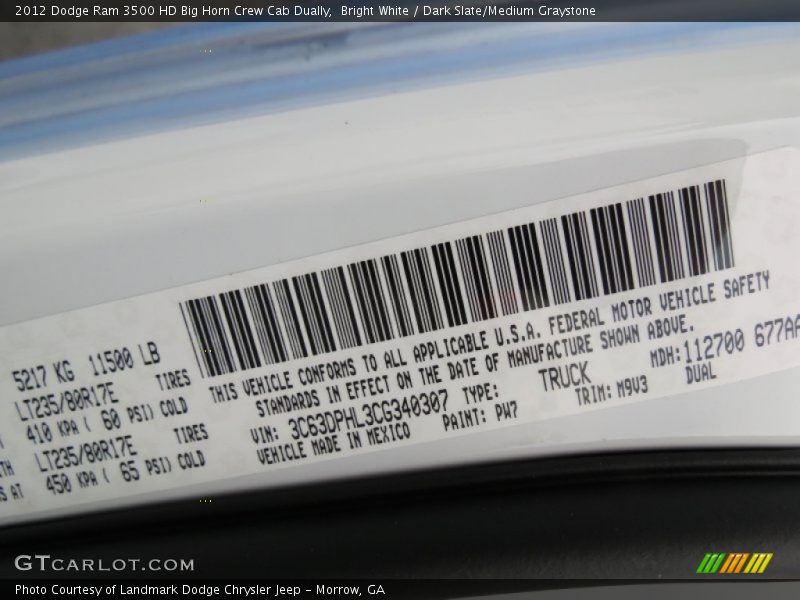 2012 Dodge Ram 3500 HD Big Horn Crew Cab Dually, Bright White / Dark Slate/Medium Graystone
5217 KG 11500 LB
LT235/80R17E TIRES
410 KPA ( 60 PSI) COLD
LT235/80R17E TIRES
450 KPA ( 65 PSI) COLD
THIS VEHICLE CONFORMS TO ALL APPLICABLE U.S.A. FEDERAL MOTOR VEHICLE SAFETY
STANDARDS IN EFFECT ON THE DATE OF MANUFACTURE SHOWN ABOVE.
VIN: 3C63DPHL3CG340307 TYPE: TRUCK MDH: 112700 677AA
VEHICLE MADE IN MEXICO PAINT: PW7 TRIM: M9V3 DUAL
GTCARLOT.COM
Photo Courtesy of Landmark Dodge Chrysler Jeep – Morrow, GA